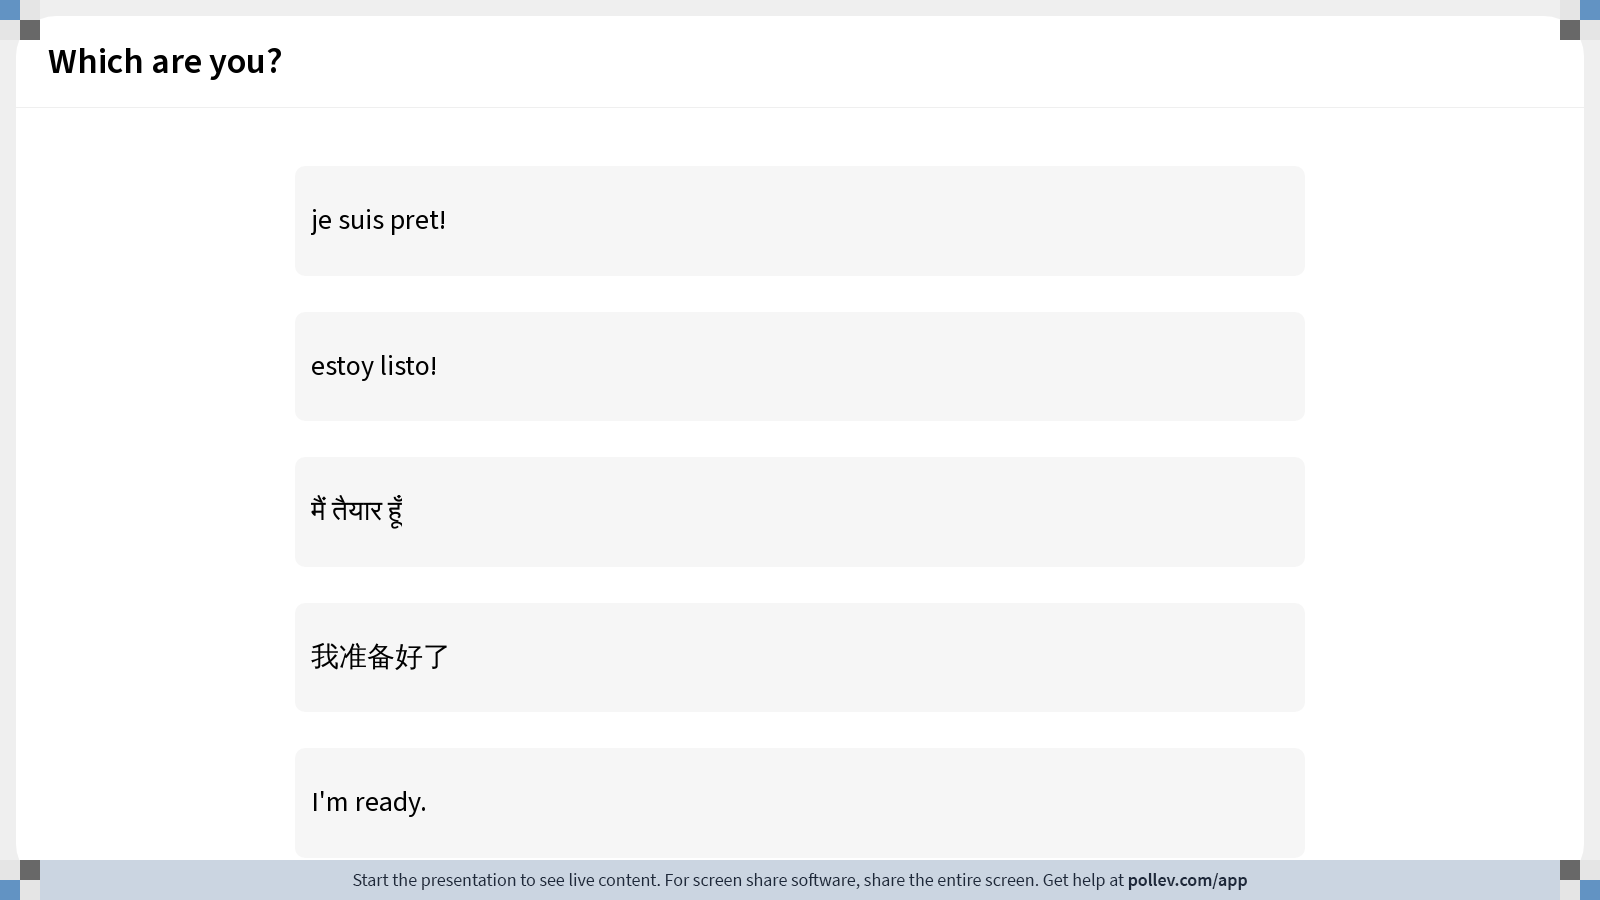 Which are you?
je suis pret!
estoy listo!
मैं तैयार हूँ
我准备好了
I'm ready.
Start the presentation to see live content. For screen share software, share the entire screen. Get help at pollev.com/app